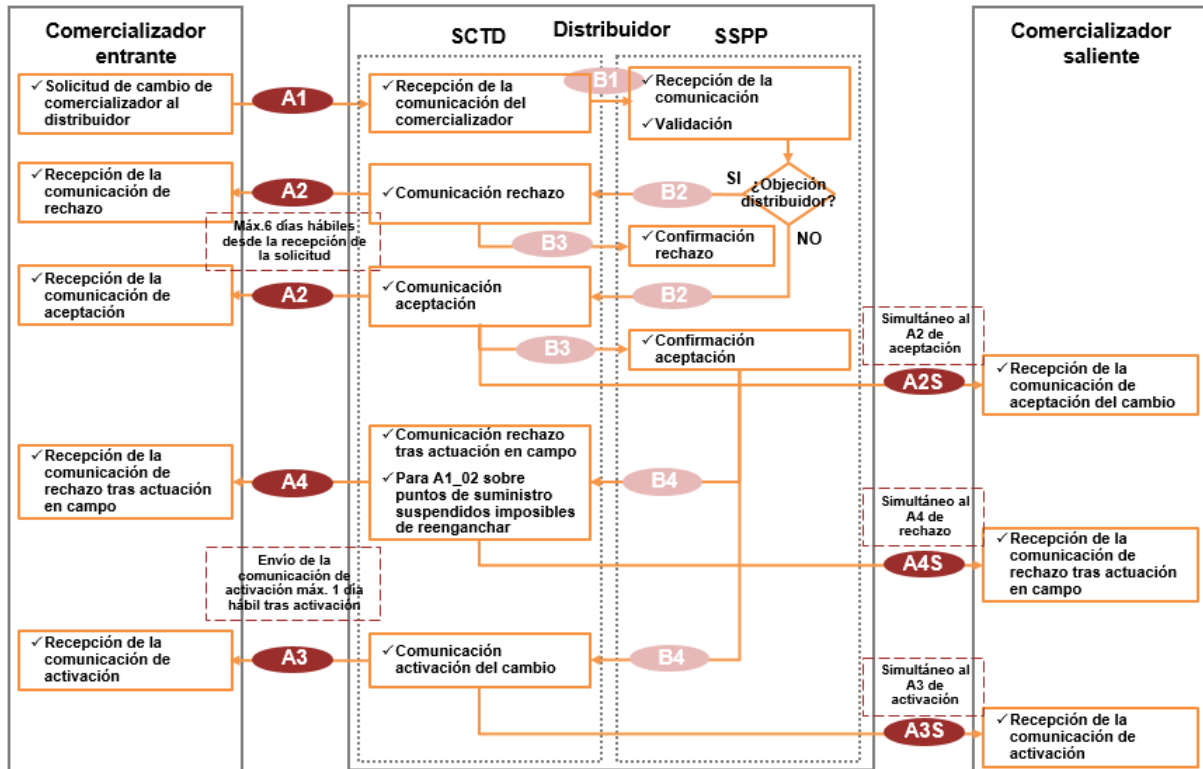 Comercializador
entrante
Distribuidor
SCTD
SSPP
Comercializador
saliente
✓ Solicitud de cambio de
comercializador al
distribuidor
A1
✓ Recepción de la
comunicación del
comercializador
B1
✓ Recepción de la
comunicación
✓ Validación
✓ Recepción de la
comunicación de
rechazo
A2
✓ Comunicación rechazo
B2
SI
¿Objeción
distribuidor?
NO
Máx.6 días hábiles
desde la recepción de
la solicitud
B3
✓ Confirmación
rechazo
✓ Recepción de la
comunicación de
aceptación
A2
✓ Comunicación
aceptación
B2
B3
✓ Confirmación
aceptación
Simultáneo al
A2 de
aceptación
A2S
✓ Recepción de la
comunicación de
aceptación del cambio
✓ Recepción de la
comunicación de
rechazo tras actuación
en campo
A4
✓ Comunicación rechazo
tras actuación en campo
✓ Para A1_02 sobre
puntos de suministro
suspendidos imposibles
de reenganchar
B4
Simultáneo al
A4 de
rechazo
A4S
✓ Recepción de la
comunicación de
rechazo tras actuación
en campo
Envío de la
comunicación de
activación máx. 1 día
hábil tras activación
✓ Recepción de la
comunicación de
activación
A3
✓ Comunicación
activación del cambio
B4
Simultáneo al
A3 de
activación
A3S
✓ Recepción de la
comunicación de
activación